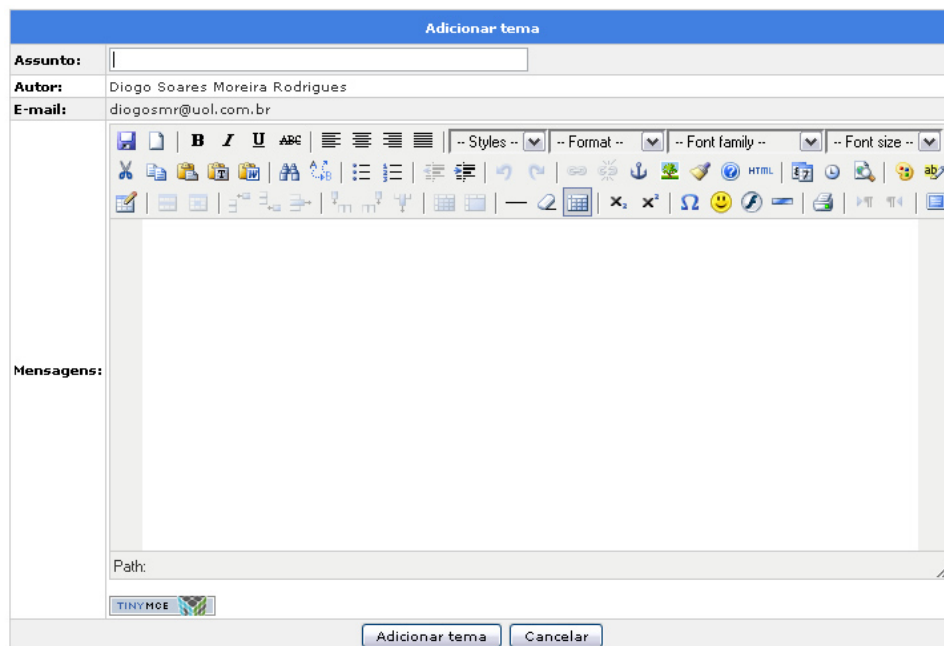 Adicionar tema
Assunto:
Autor: Diogo Soares Moreira Rodrigues
E-mail: diogosmr@uol.com.br
B I U ABC -- Styles -- -- Format -- -- Font family -- -- Font size --
HTML
Mensagens:
Path:
TINYMCE
Adicionar tema Cancelar